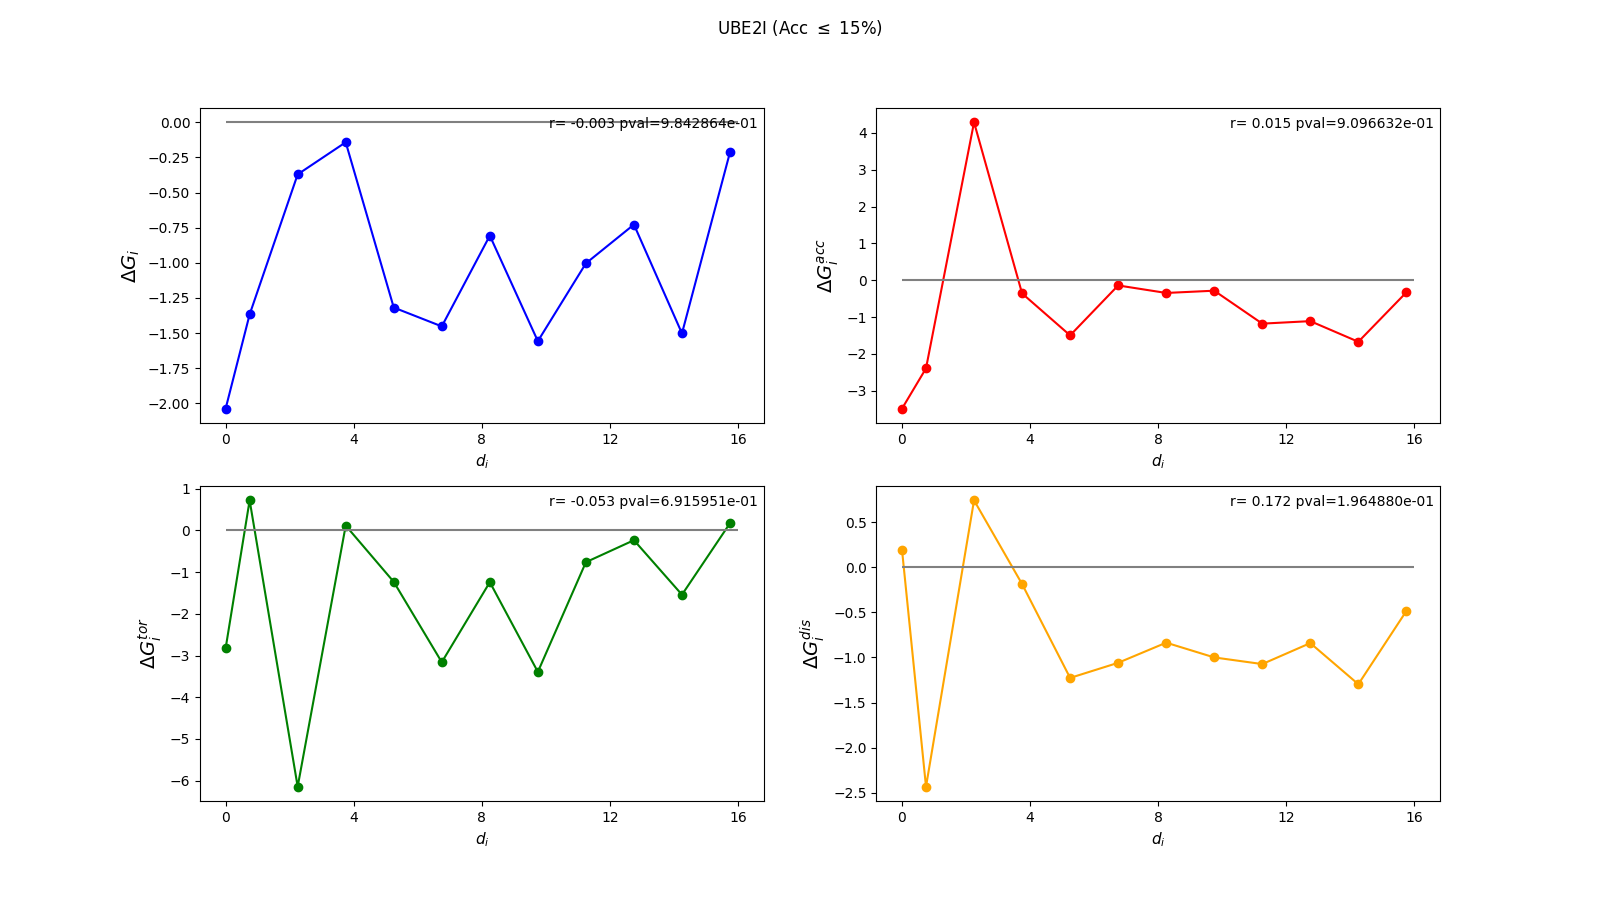 UBE2I (Acc ≤ 15%)
r= -0.003 pval=9.842864e-01
0.00
−0.25
−0.50
−0.75
−1.00
−1.25
−1.50
−1.75
−2.00
ΔG_i
0 4 8 12 16
d_i
r= 0.015 pval=9.096632e-01
4
3
2
1
0
−1
−2
−3
ΔG_i^{acc}
0 4 8 12 16
d_i
r= -0.053 pval=6.915951e-01
1
0
−1
−2
−3
−4
−5
−6
ΔG_i^{tor}
0 4 8 12 16
d_i
r= 0.172 pval=1.964880e-01
0.5
0.0
−0.5
−1.0
−1.5
−2.0
−2.5
ΔG_i^{dis}
0 4 8 12 16
d_i